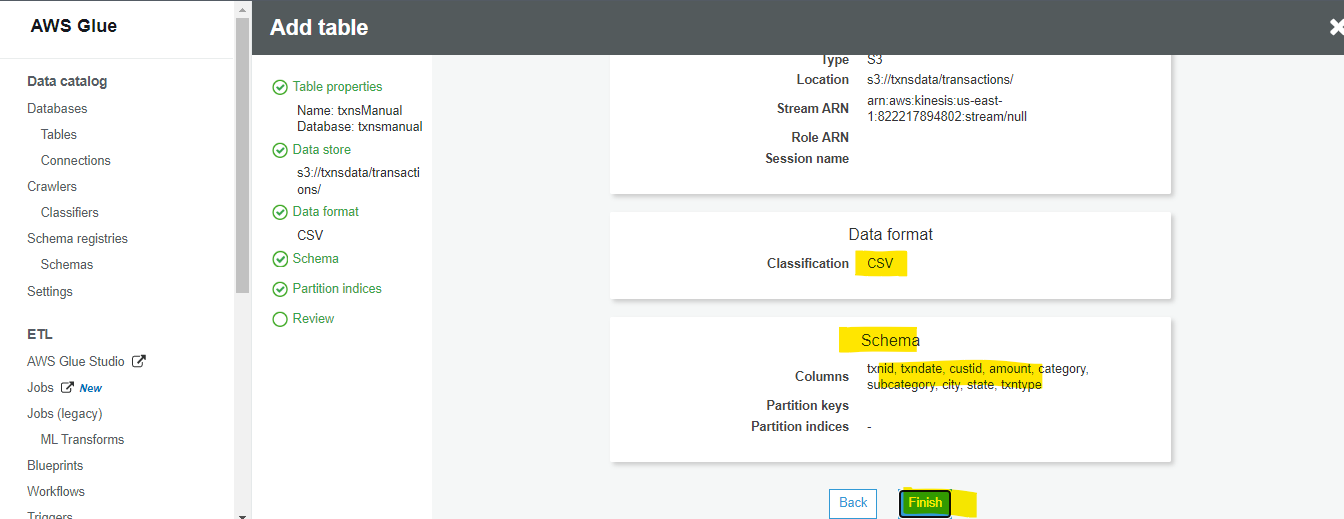 AWS Glue
Data catalog
Databases
Tables
Connections
Crawlers
Classifiers
Schema registries
Schemas
Settings
ETL
AWS Glue Studio
Jobs New
Jobs (legacy)
ML Transforms
Blueprints
Workflows
Triggers
Add table
Table properties
Name: txnsManual
Database: txnsmanual
Data store
s3://txnsdata/transacti
ons/
Data format
CSV
Schema
Partition indices
Review
Type S3
Location s3://txnsdata/transactions/
Stream ARN arn:aws:kinesis:us-east-
1:822217894802:stream/null
Role ARN
Session name
Data format
Classification CSV
Schema
Columns txnid, txndate, custid, amount, category,
subcategory, city, state, txntype
Partition keys
Partition indices -
Back Finish